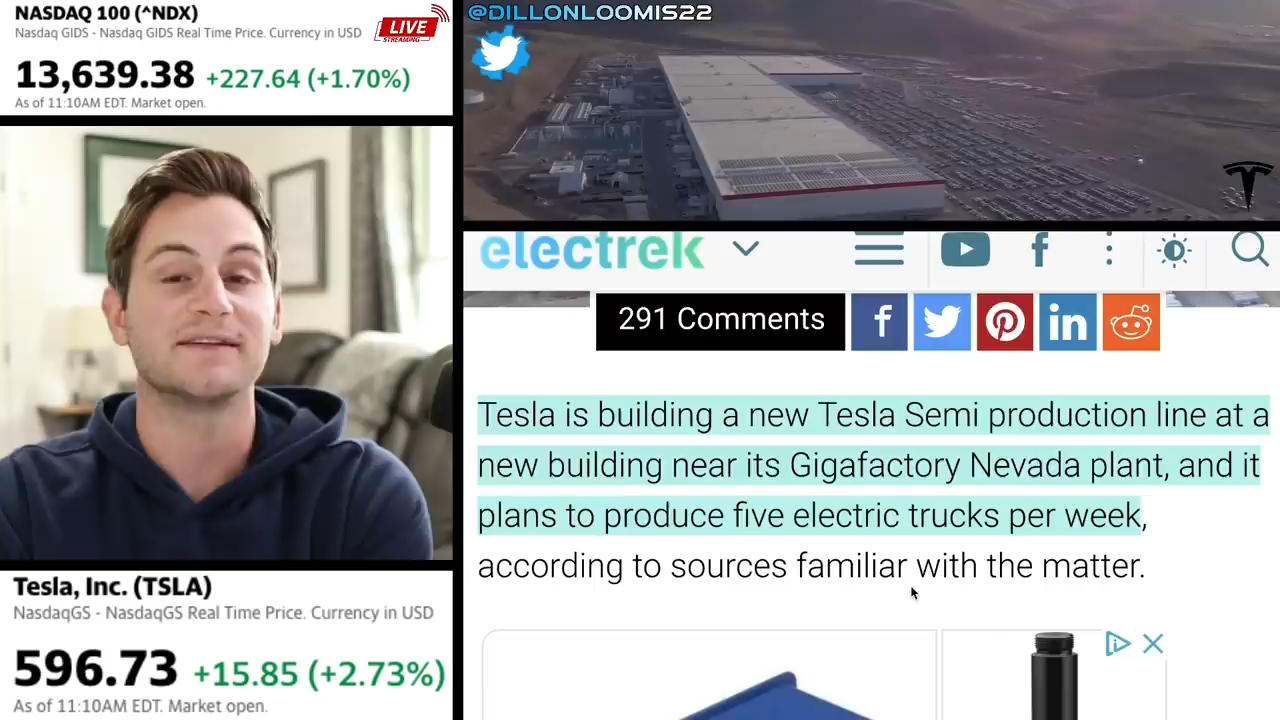 NASDAQ 100 (^NDX)
Nasdaq GIDS - Nasdaq GIDS Real Time Price. Currency in USD
LIVE
STREAMING
13,639.38 +227.64 (+1.70%)
As of 11:10AM EDT. Market open.
@DILLONLOOMIS22
electrek
291 Comments
Tesla is building a new Tesla Semi production line at a
new building near its Gigafactory Nevada plant, and it
plans to produce five electric trucks per week,
according to sources familiar with the matter.
Tesla, Inc. (TSLA)
NasdaqGS - NasdaqGS Real Time Price. Currency in USD
596.73 +15.85 (+2.73%)
As of 11:10AM EDT. Market open.